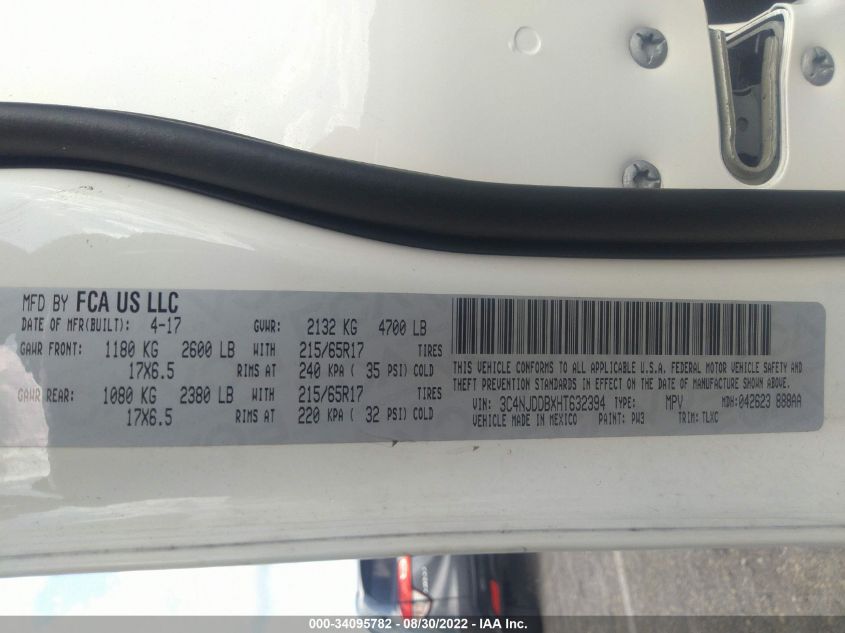 MFD BY FCA US LLC
DATE OF MFR(BUILT): 4-17 GVWR: 2132 KG 4700 LB
GAWR FRONT: 1180 KG 2600 LB WITH 215/65R17 TIRES
17X6.5 RIMS AT 240 KPA ( 35 PSI) COLD
GAWR REAR: 1080 KG 2380 LB WITH 215/65R17 TIRES
17X6.5 RIMS AT 220 KPA ( 32 PSI) COLD
THIS VEHICLE CONFORMS TO ALL APPLICABLE U.S.A. FEDERAL MOTOR VEHICLE SAFETY AND
THEFT PREVENTION STANDARDS IN EFFECT ON THE DATE OF MANUFACTURE SHOWN ABOVE.
VIN: 3C4NJDDBXHT632394 TYPE: MPV MDH: 042623 888AA
VEHICLE MADE IN MEXICO PAINT: PW3 TRIM: TLXC
000-34095782 - 08/30/2022 - IAA Inc.